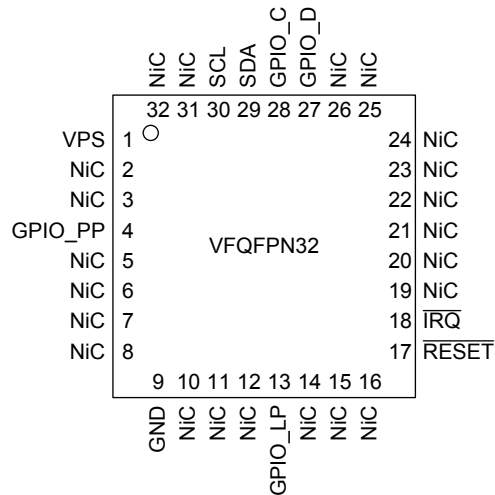 NiC NiC SCL SDA GPIO_C GPIO_D NiC NiC
32 31 30 29 28 27 26 25
VPS 1 24 NiC
NiC 2 23 NiC
NiC 3 22 NiC
GPIO_PP 4 21 NiC
VFQFPN32
NiC 5 20 NiC
NiC 6 19 NiC
NiC 7 18 IRQ
NiC 8 17 RESET
9 10 11 12 13 14 15 16
GND NiC NiC NiC GPIO_LP NiC NiC NiC